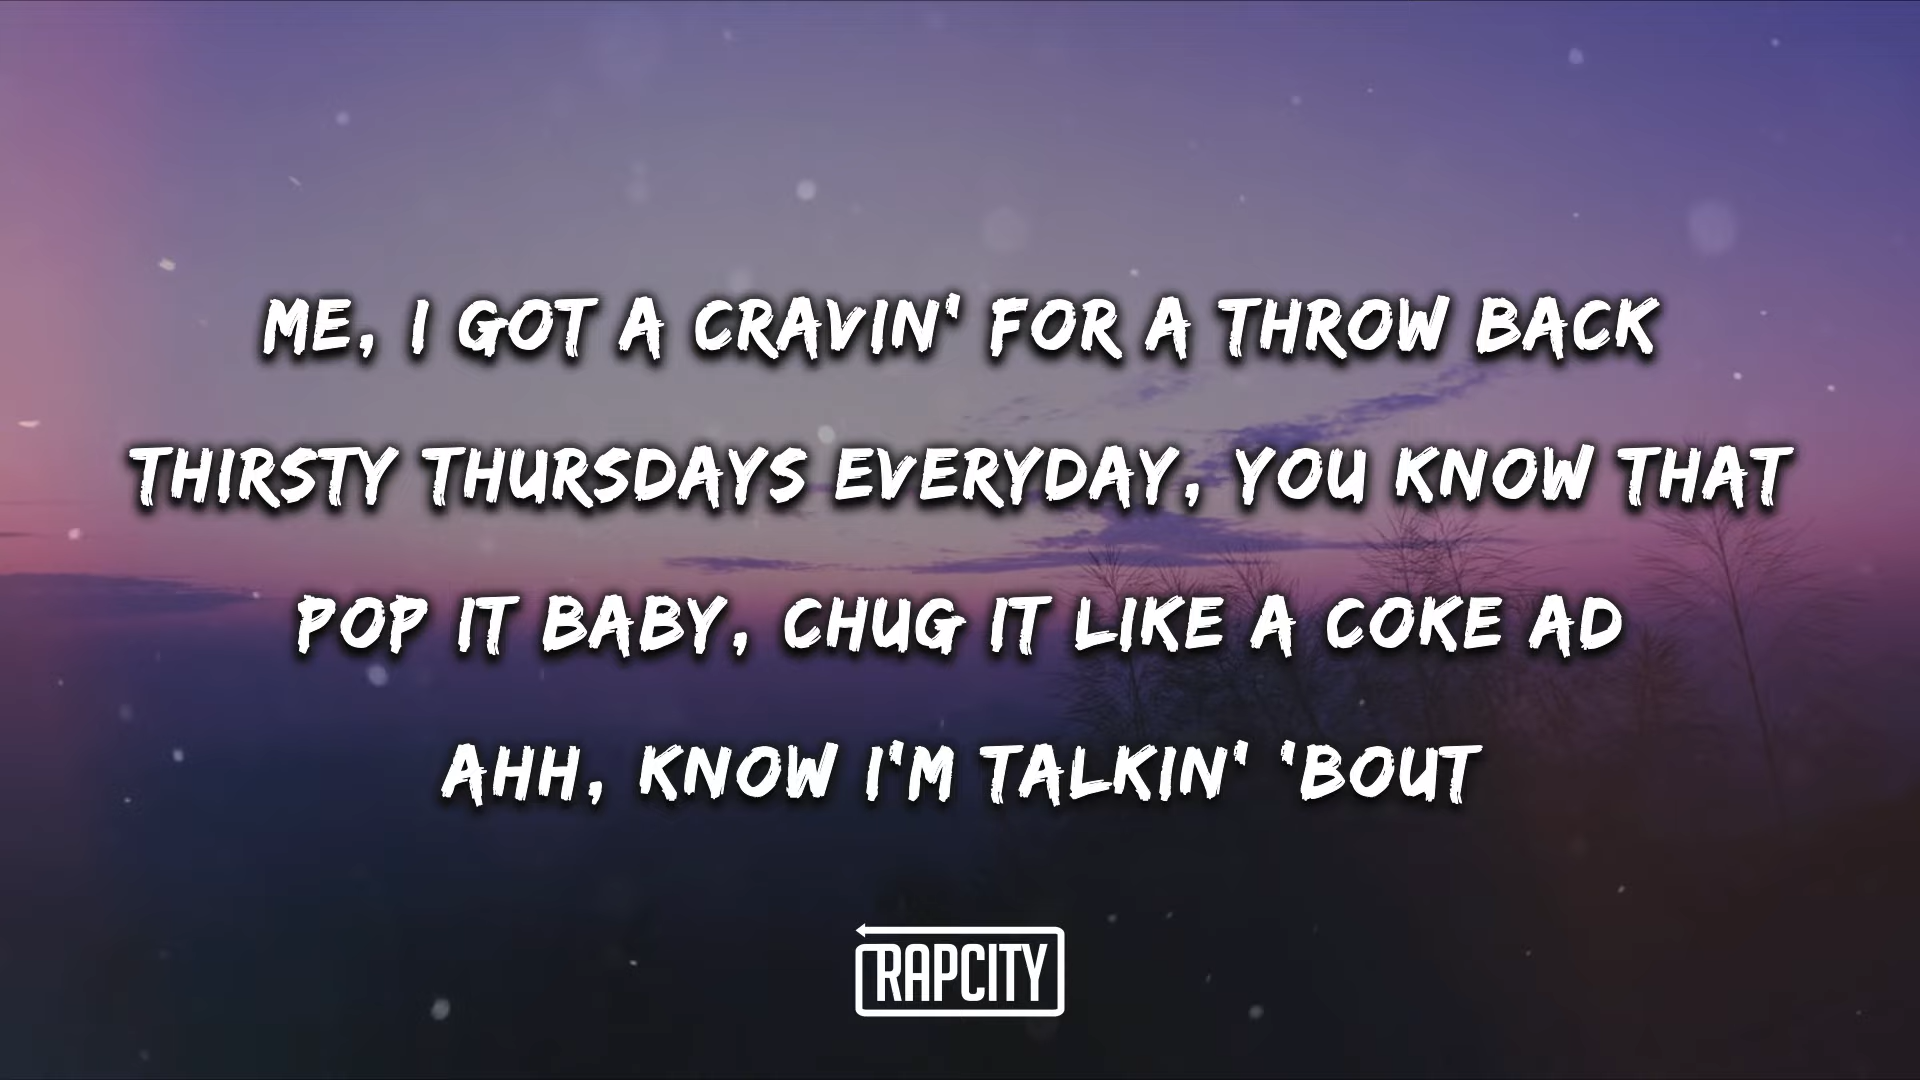 ME, I GOT A CRAVIN' FOR A THROW BACK
THIRSTY THURSDAYS EVERYDAY, YOU KNOW THAT
POP IT BABY, CHUG IT LIKE A COKE AD
AHH, KNOW I'M TALKIN' 'BOUT
RAPCITY